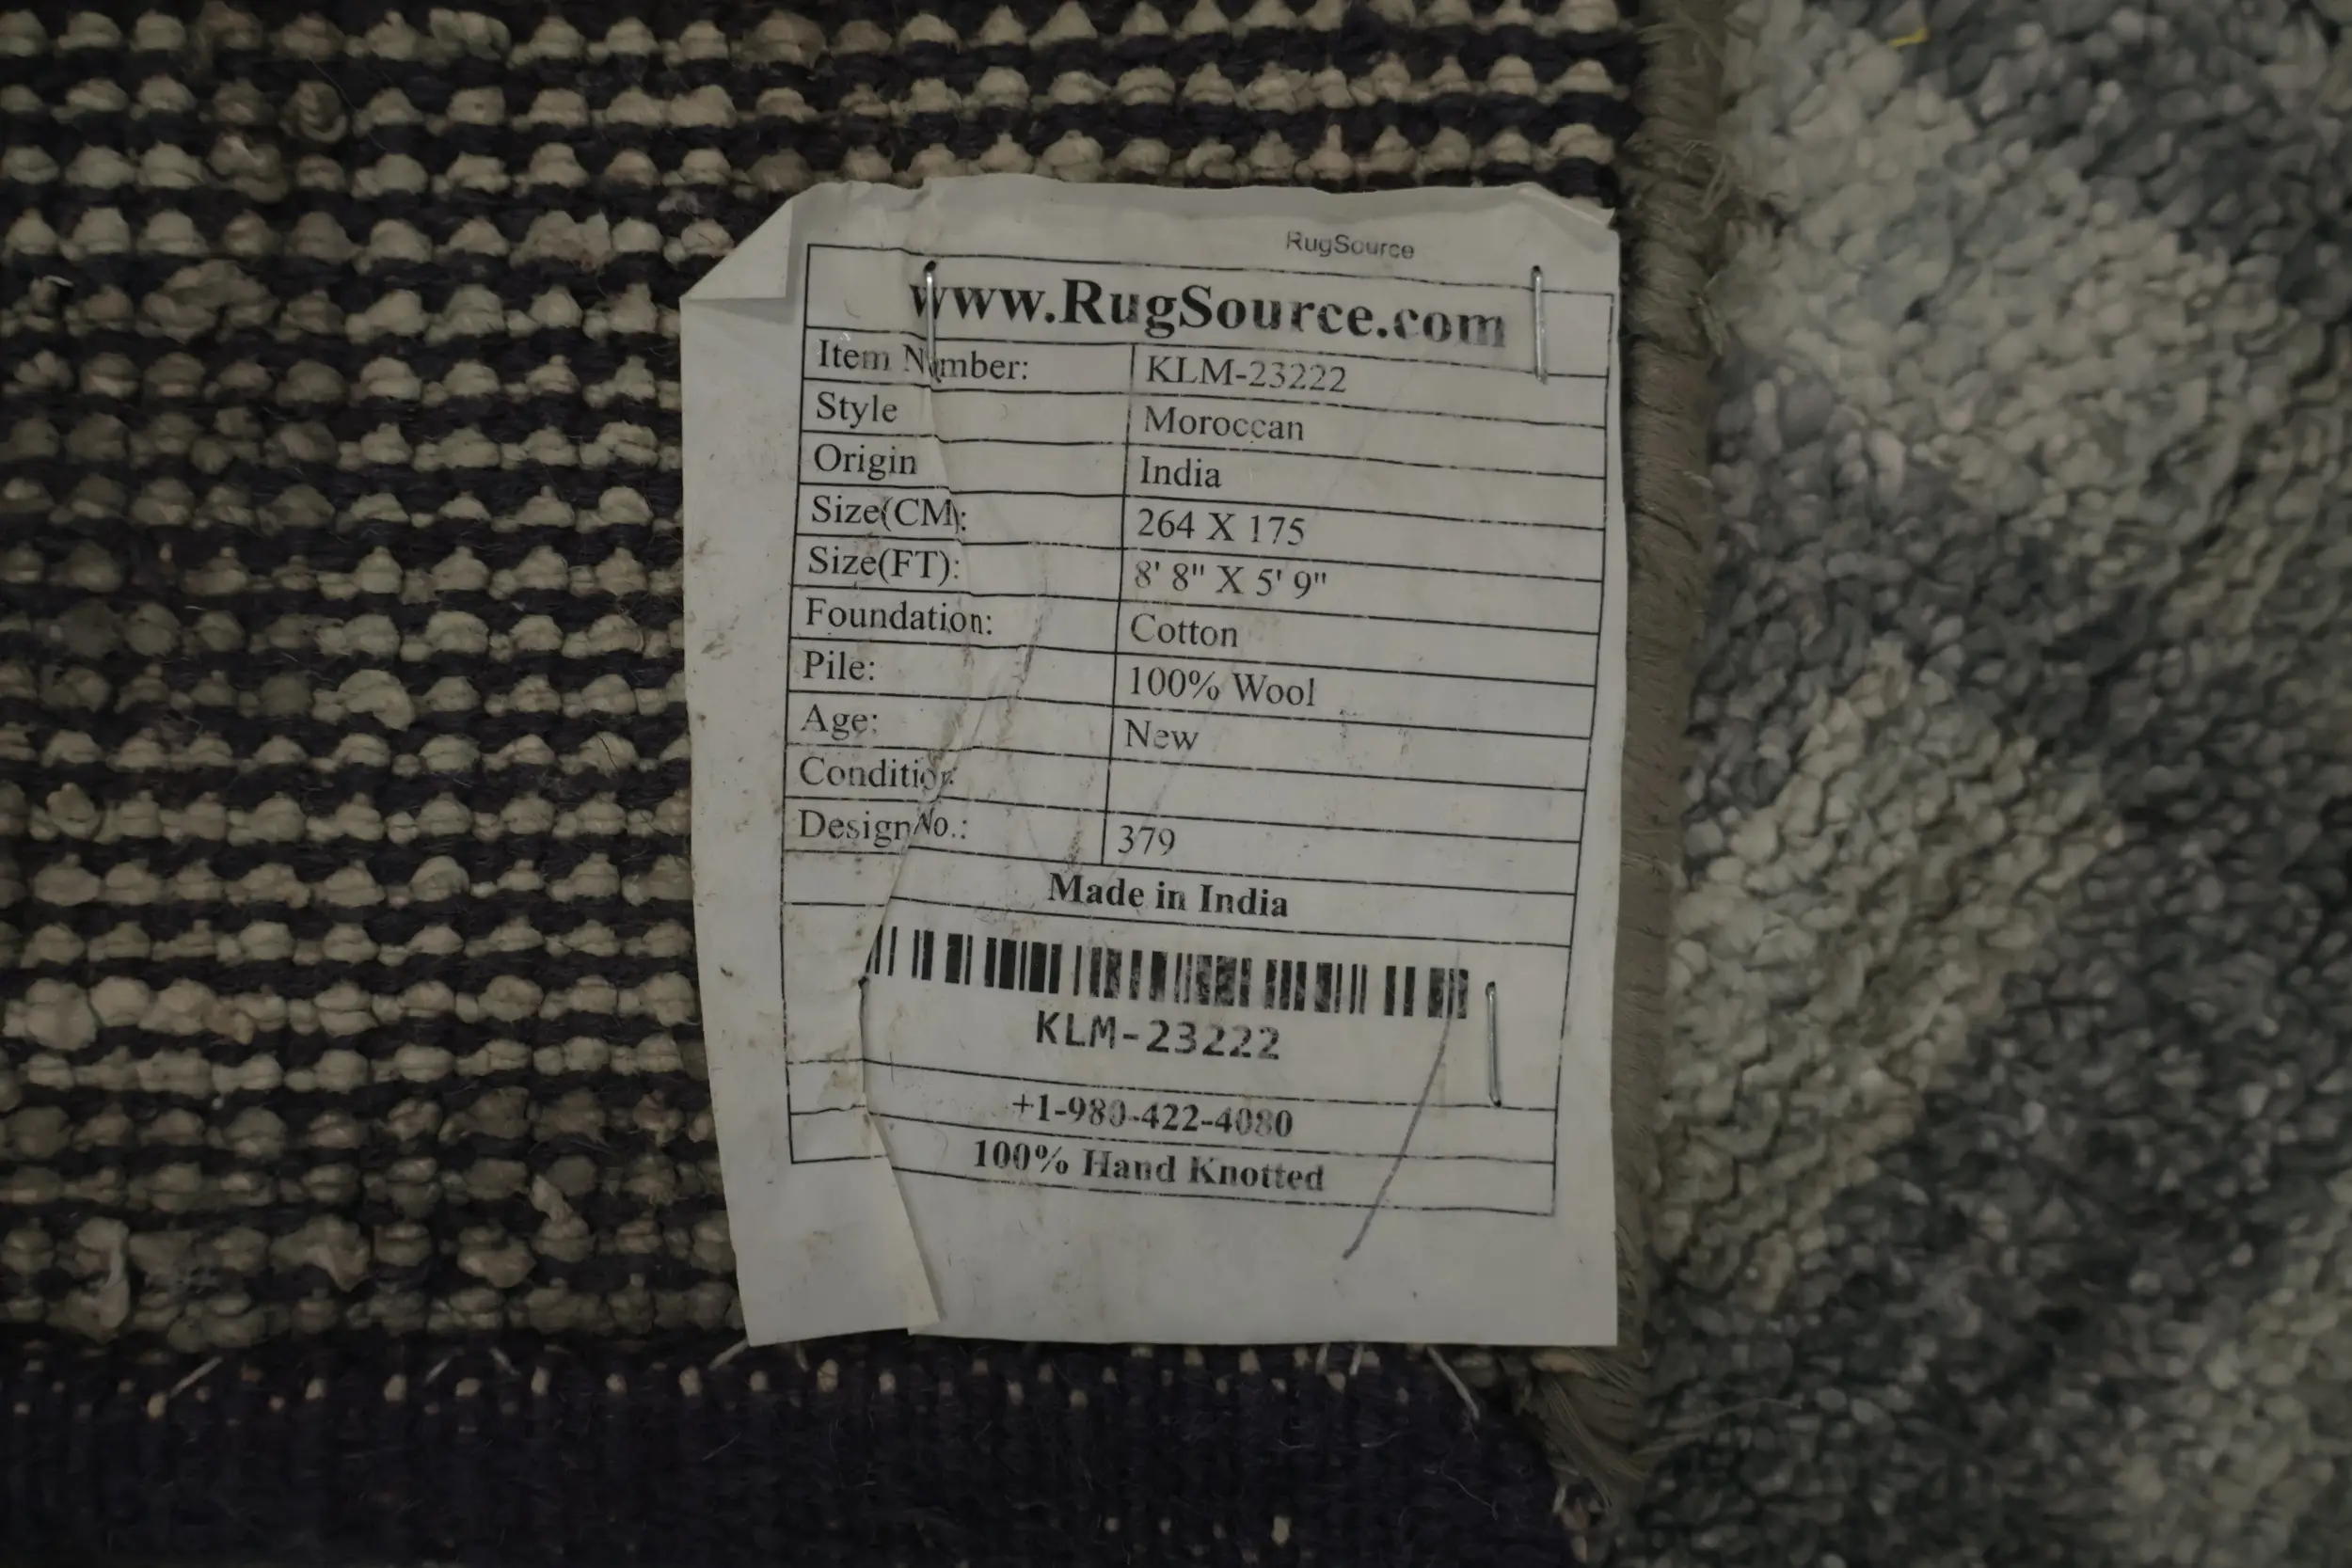 RugSource
www.RugSource.com
Item Number: KLM-23222
Style Moroccan
Origin India
Size(CM): 264 X 175
Size(FT): 8' 8" X 5' 9"
Foundation: Cotton
Pile: 100% Wool
Age: New
Condition:
Design No.: 379
Made in India
KLM-23222
+1-980-422-4080
100% Hand Knotted